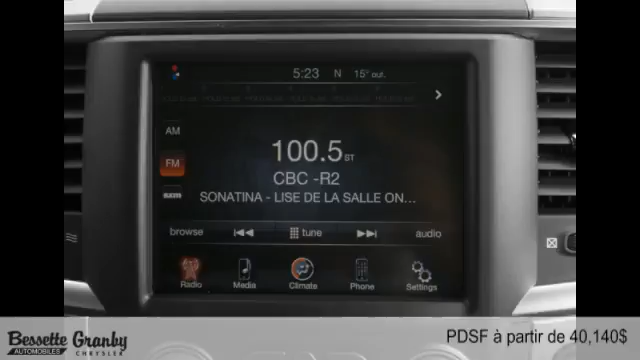 5:23 N 15° out.
AM
100.5 ST
FM
CBC -R2
SONATINA - LISE DE LA SALLE ON...
browse tune audio
Radio Media Climate Phone Settings
Bessette Granby
AUTOMOBILES CHRYSLER
PDSF à partir de 40,140$